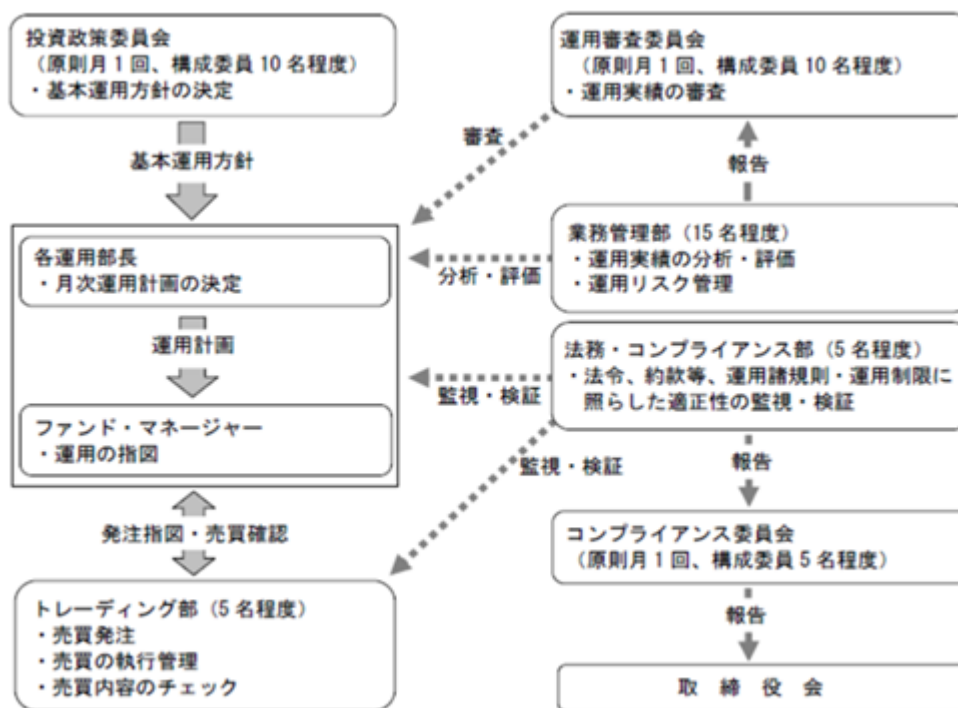 投資政策委員会
（原則月１回、構成委員 10 名程度）
・基本運用方針の決定
基本運用方針
各運用部長
・月次運用計画の決定
運用計画
ファンド・マネージャー
・運用の指図
発注指図・売買確認
トレーディング部（5 名程度）
・売買発注
・売買の執行管理
・売買内容のチェック
運用審査委員会
（原則月１回、構成委員 10 名程度）
・運用実績の審査
審査
報告
業務管理部（15 名程度）
・運用実績の分析・評価
・運用リスク管理
分析・評価
法務・コンプライアンス部（5 名程度）
・法令、約款等、運用諸規則・運用制限に
照らした適正性の監視・検証
監視・検証
監視・検証
報告
コンプライアンス委員会
（原則月１回、構成委員 5 名程度）
報告
取　締　役　会